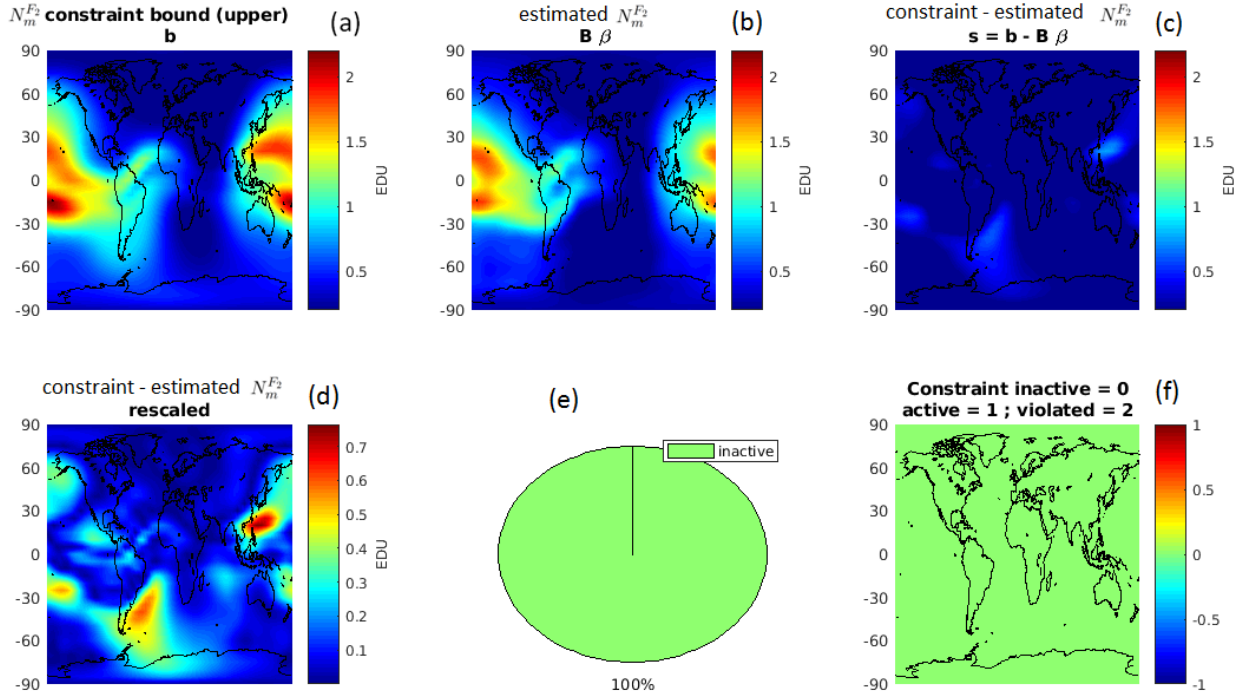 $N_m^{F_2}$ constraint bound (upper)
b
(a)
90
60
30
0
-30
-60
-90
2
1.5
1
0.5
EDU
estimated $N_m^{F_2}$
B β
(b)
90
60
30
0
-30
-60
-90
2
1.5
1
0.5
EDU
constraint - estimated $N_m^{F_2}$
s = b - B β
(c)
90
60
30
0
-30
-60
-90
2
1.5
1
0.5
EDU
constraint - estimated $N_m^{F_2}$
rescaled
(d)
90
60
30
0
-30
-60
-90
0.7
0.6
0.5
0.4
0.3
0.2
0.1
EDU
(e)
inactive
100%
Constraint inactive = 0
active = 1 ; violated = 2
(f)
90
60
30
0
-30
-60
-90
1
0.5
0
-0.5
-1